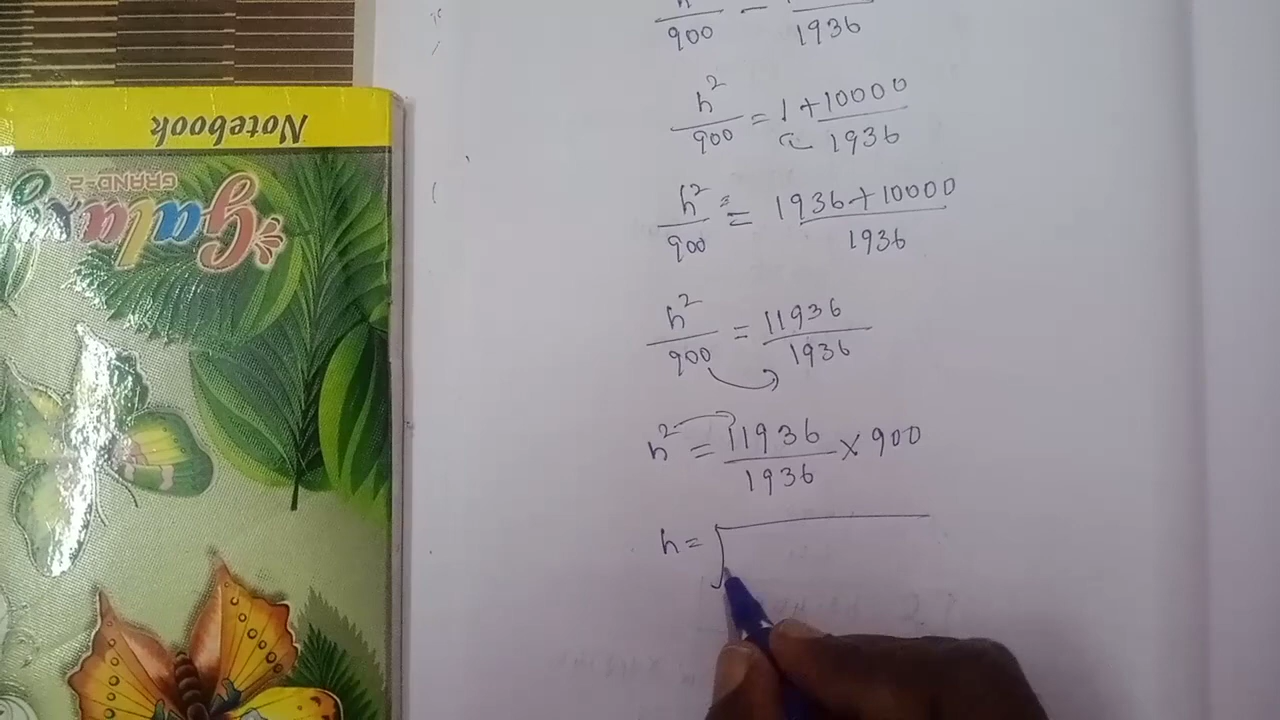 Notebook
Galaxy
GRAND-2
900 - 1936
h²/900 = 1 + 10000/1936
h²/900 = 1936 + 10000/1936
h²/900 = 11936/1936
h² = 11936/1936 × 900
h = √